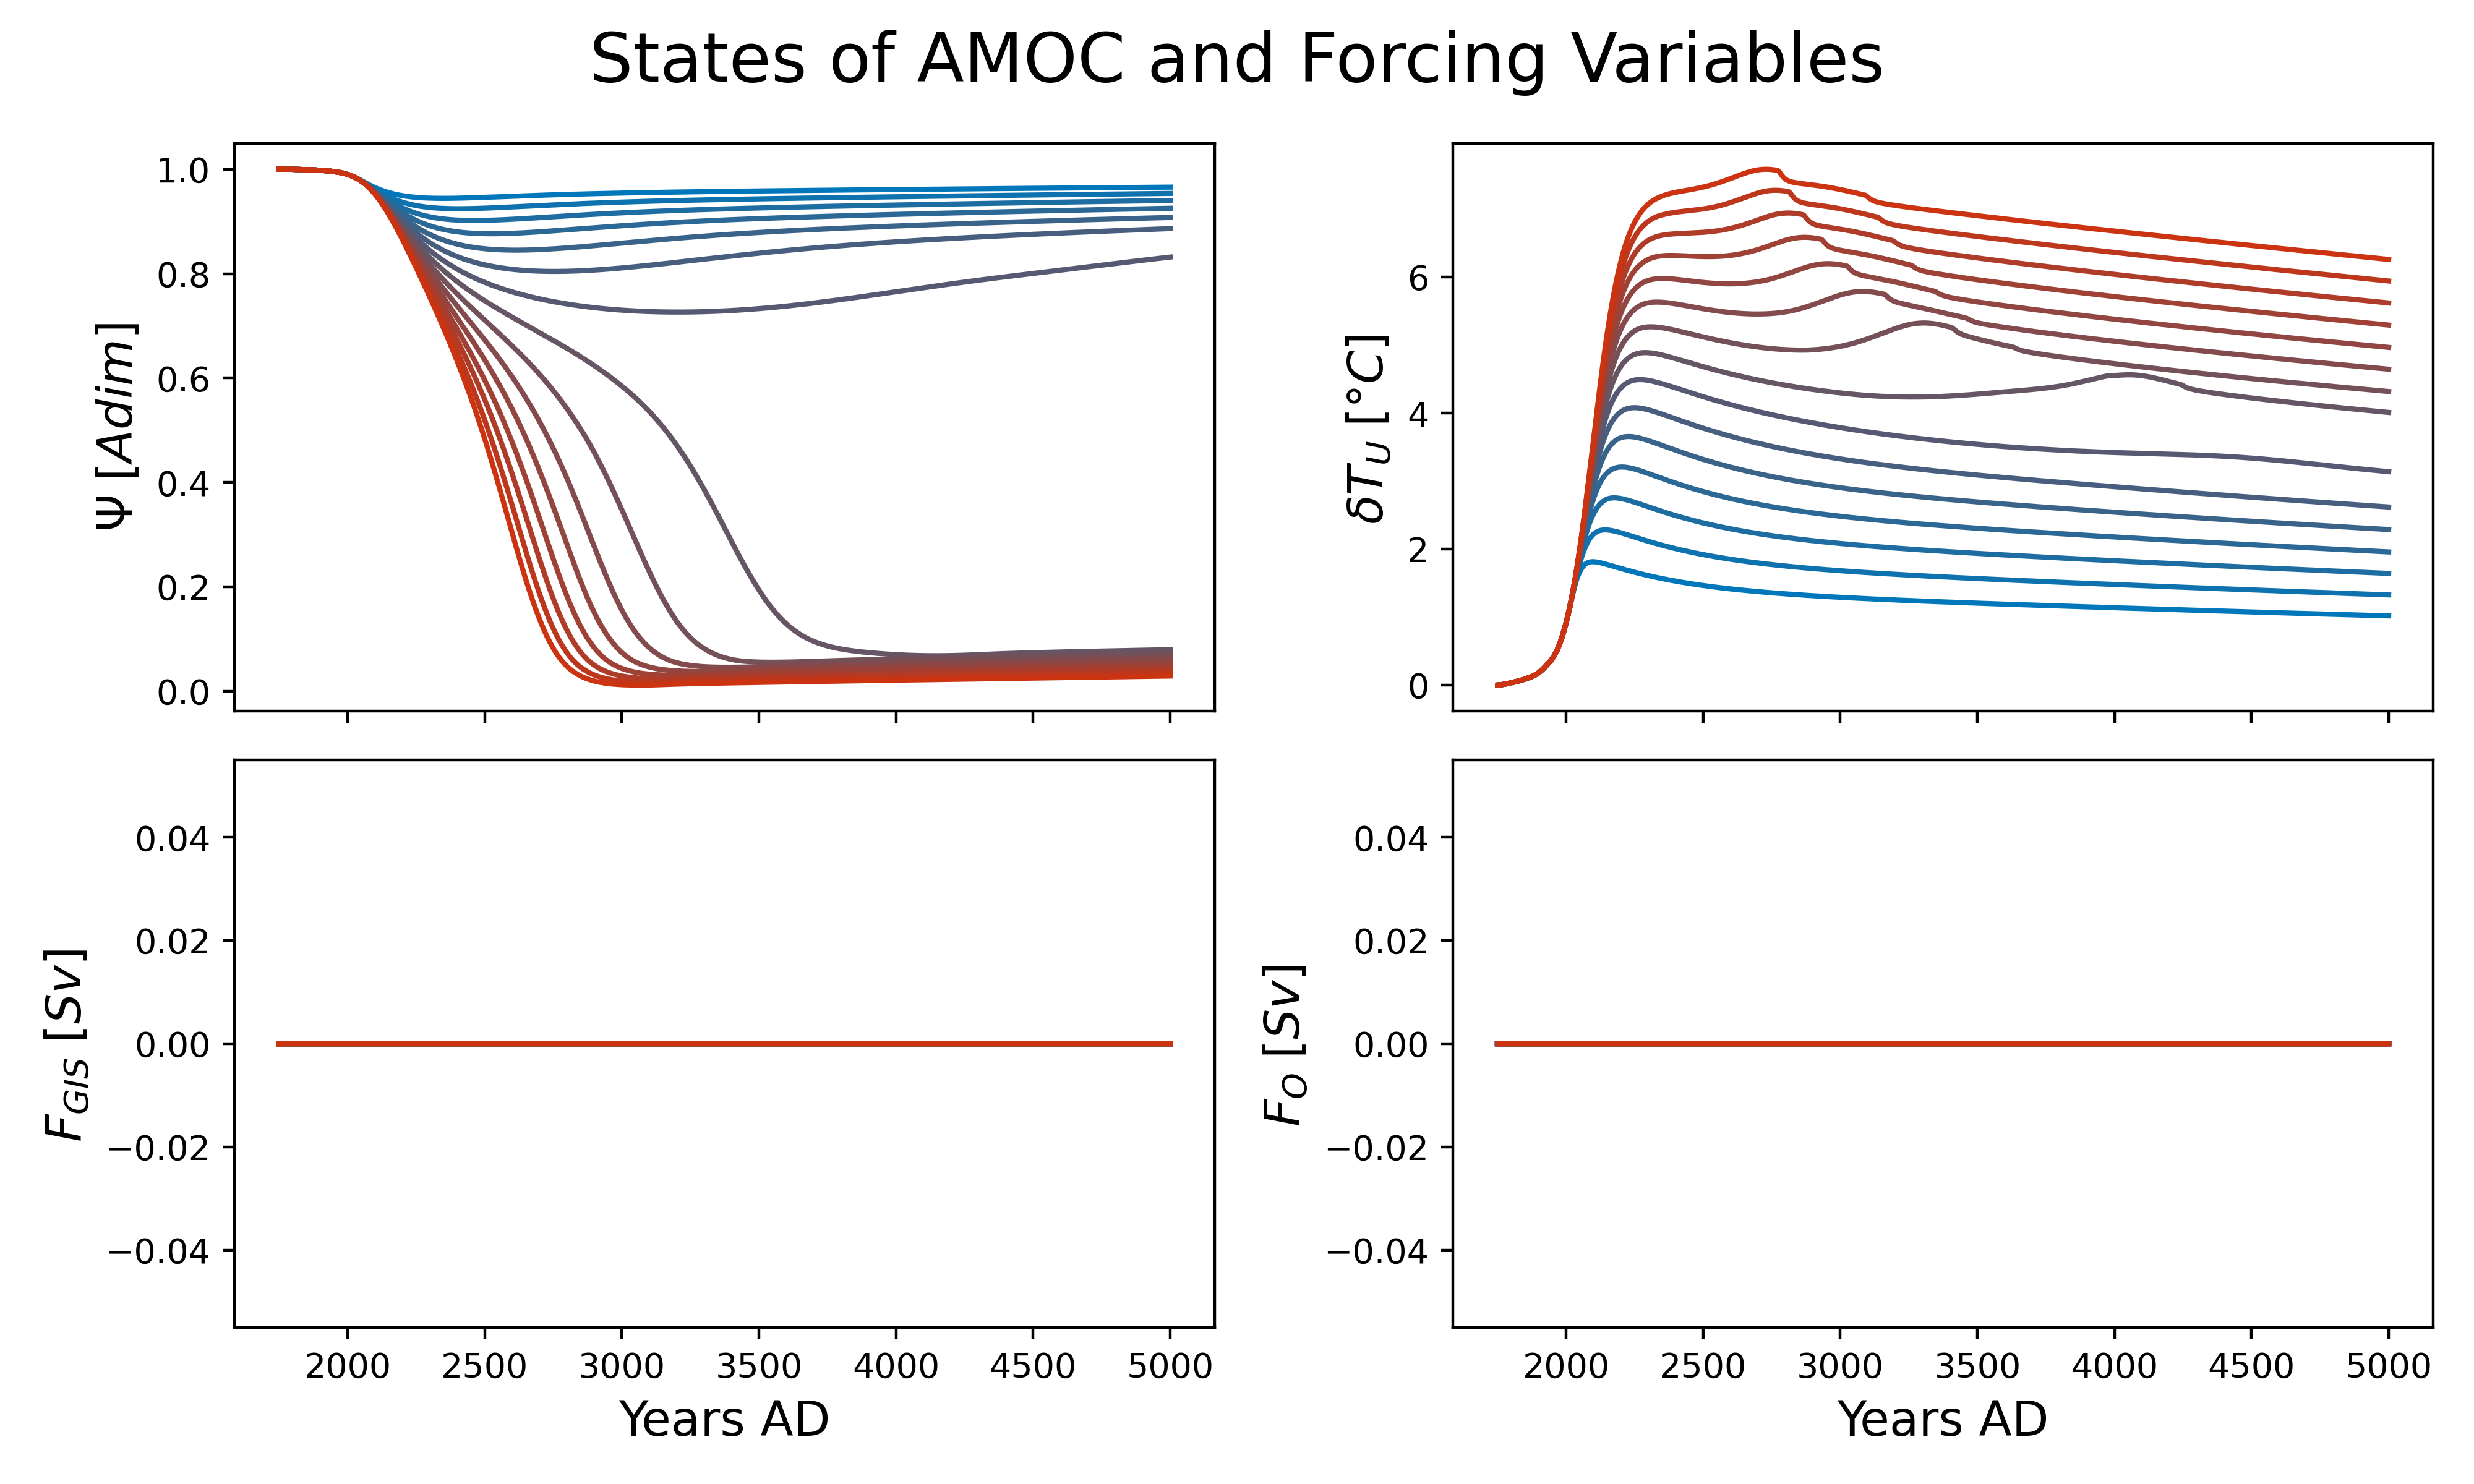 States of AMOC and Forcing Variables
Ψ [Adim]
1.0
0.8
0.6
0.4
0.2
0.0
δT_U [°C]
6
4
2
0
F_GIS [Sv]
0.04
0.02
0.00
−0.02
−0.04
2000 2500 3000 3500 4000 4500 5000
Years AD
F_O [Sv]
0.04
0.02
0.00
−0.02
−0.04
2000 2500 3000 3500 4000 4500 5000
Years AD